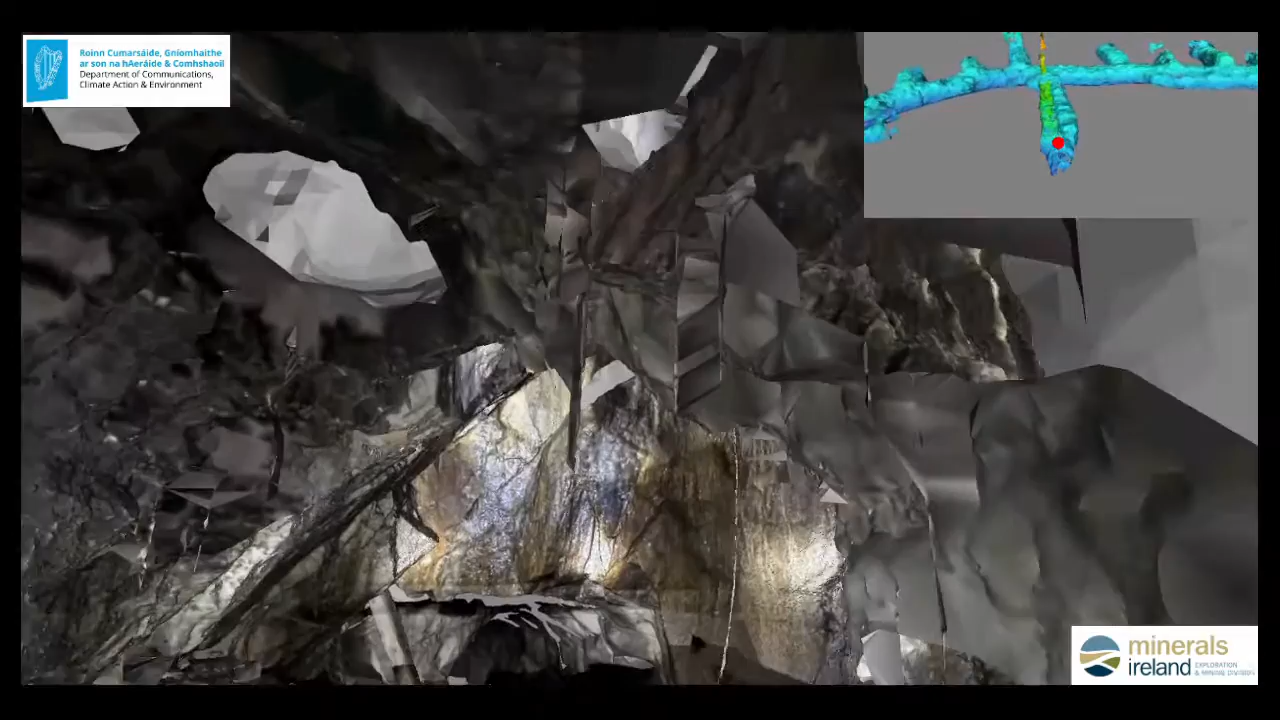 Roinn Cumarsáide, Gníomhaithe
ar son na hAeráide & Comhshaoil
Department of Communications,
Climate Action & Environment
minerals
ireland
EXPLORATION
& MINING DIVISION